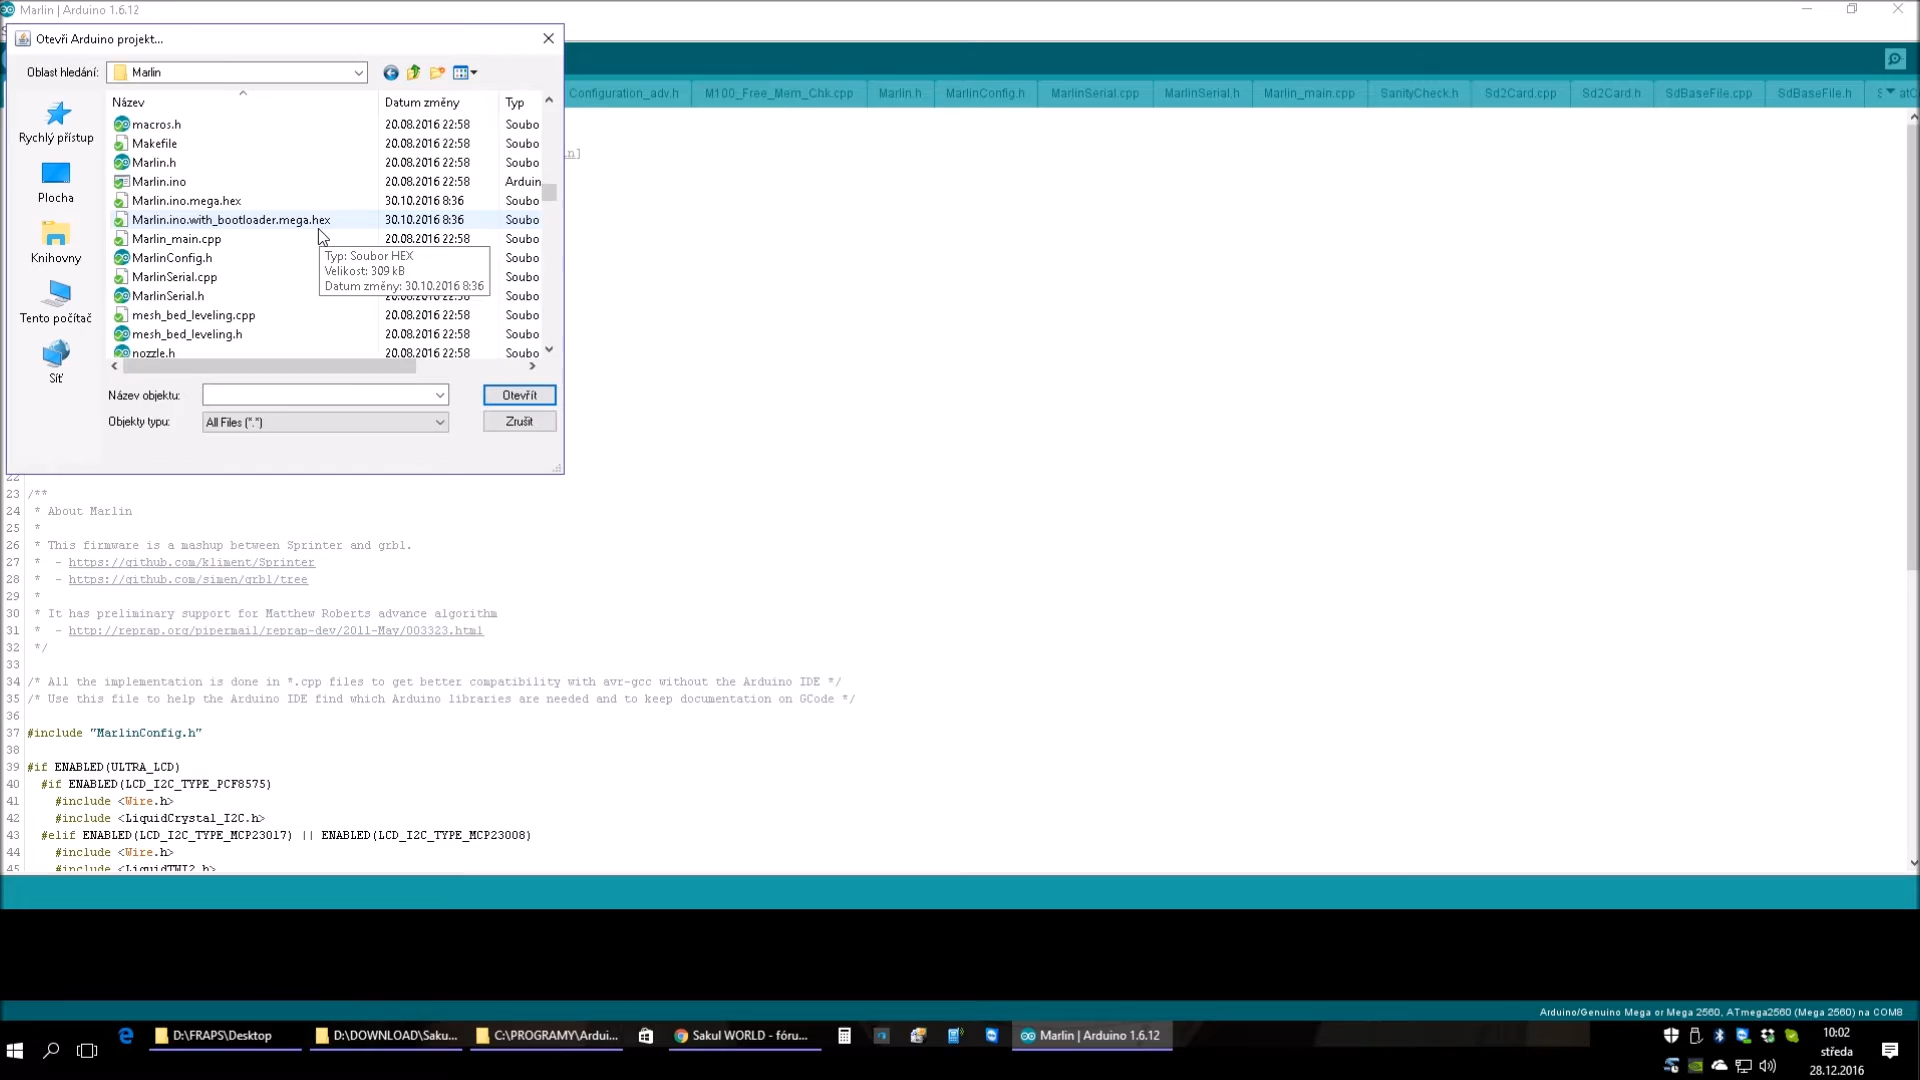 Marlin | Arduino 1.6.12
Otevři Arduino projekt...
Oblast hledání: Marlin
Configuration_adv.h M100_Free_Mem_Chk.cpp Marlin.h MarlinConfig.h MarlinSerial.cpp MarlinSerial.h Marlin_main.cpp SanityCheck.h Sd2Card.cpp Sd2Card.h SdBaseFile.cpp SdBaseFile.h
Název Datum změny Typ
macros.h 20.08.2016 22:58 Soubo
Makefile 20.08.2016 22:58 Soubo
Marlin.h 20.08.2016 22:58 Soubo
Marlin.ino 20.08.2016 22:58 Arduin
Marlin.ino.mega.hex 30.10.2016 8:36 Soubo
Marlin.ino.with_bootloader.mega.hex 30.10.2016 8:36 Soubo
Marlin_main.cpp 20.08.2016 22:58 Soubo
MarlinConfig.h Soubo
MarlinSerial.cpp Soubo
MarlinSerial.h 20.08.2016 22:58 Soubo
mesh_bed_leveling.cpp 20.08.2016 22:58 Soubo
mesh_bed_leveling.h 20.08.2016 22:58 Soubo
nozzle.h 20.08.2016 22:58 Soubo
Typ: Soubor HEX
Velikost: 309 kB
Datum změny: 30.10.2016 8:36
Rychlý přístup
Plocha
Knihovny
Tento počítač
Síť
Název objektu: Otevřít
Objekty typu: All Files (*.*) Zrušit
in]
22
23 /**
24 * About Marlin
25 *
26 * This firmware is a mashup between Sprinter and grbl.
27 * - https://github.com/kliment/Sprinter
28 * - https://github.com/simen/grbl/tree
29 *
30 * It has preliminary support for Matthew Roberts advance algorithm
31 * - http://reprap.org/pipermail/reprap-dev/2011-May/003323.html
32 */
33
34 /* All the implementation is done in *.cpp files to get better compatibility with avr-gcc without the Arduino IDE */
35 /* Use this file to help the Arduino IDE find which Arduino libraries are needed and to keep documentation on GCode */
36
37 #include "MarlinConfig.h"
38
39 #if ENABLED(ULTRA_LCD)
40 #if ENABLED(LCD_I2C_TYPE_PCF8575)
41 #include <Wire.h>
42 #include <LiquidCrystal_I2C.h>
43 #elif ENABLED(LCD_I2C_TYPE_MCP23017) || ENABLED(LCD_I2C_TYPE_MCP23008)
44 #include <Wire.h>
45 #include <LiquidTWI2.h>
Arduino/Genuino Mega or Mega 2560, ATmega2560 (Mega 2560) na COM8
D:\FRAPS\Desktop D:\DOWNLOAD\Saku... C:\PROGRAMY\Ardui... Sakul WORLD - fóru... Marlin | Arduino 1.6.12
10:02
středa
28.12.2016